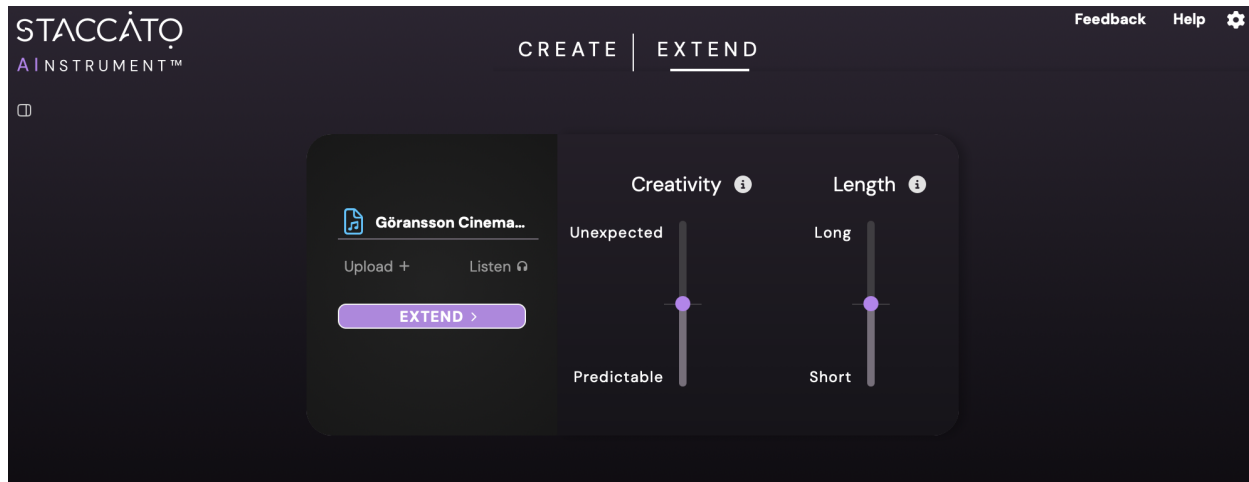 STACCATO
AINSTRUMENT™
CREATE | EXTEND
Feedback Help
Creativity
Length
Göransson Cinema...
Upload +
Listen
EXTEND >
Unexpected
Predictable
Long
Short